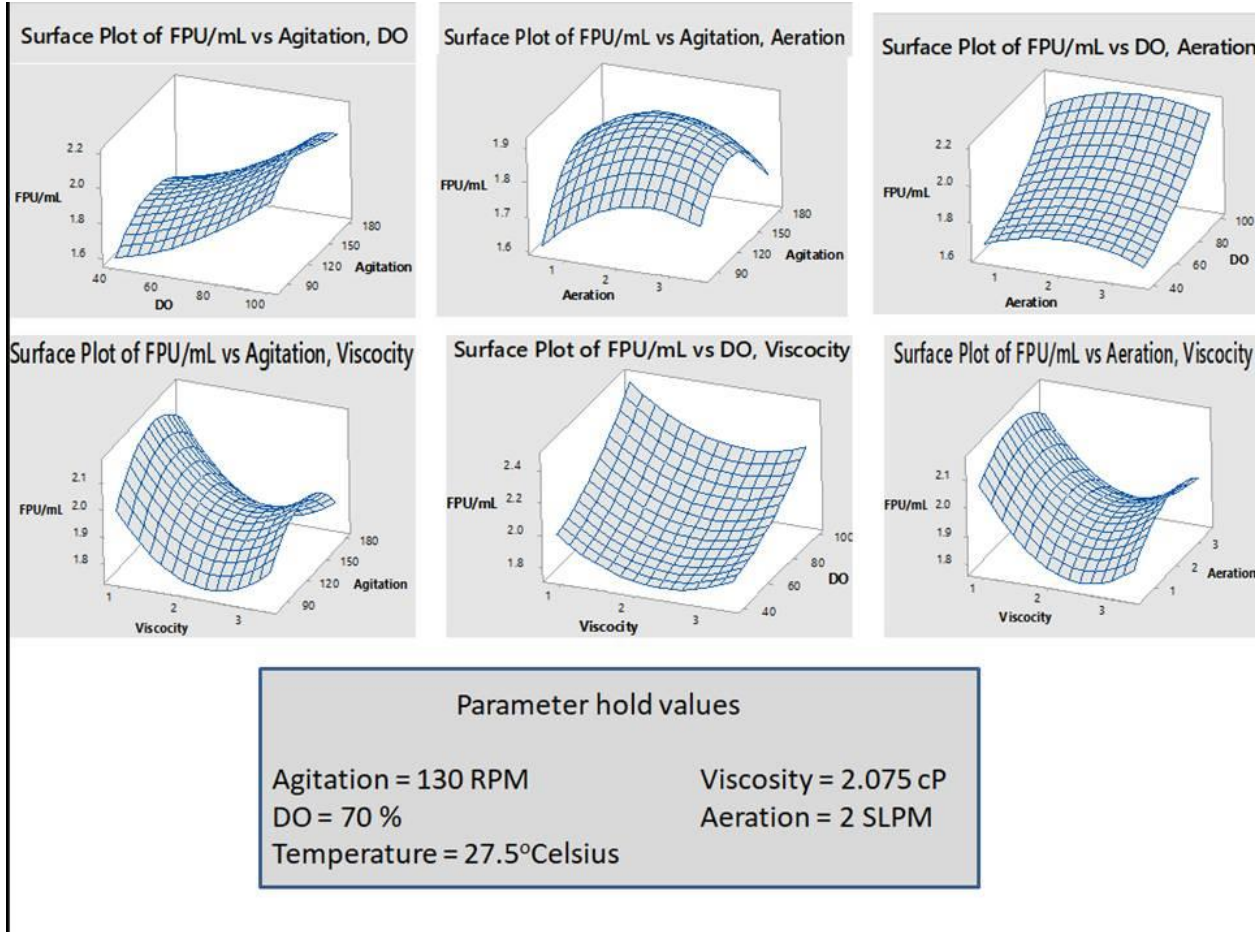 Surface Plot of FPU/mL vs Agitation, DO
2.2
2.0
FPU/mL
1.8
1.6
40
60
80
100
DO
90
120
150
180
Agitation
Surface Plot of FPU/mL vs Agitation, Aeration
1.9
1.8
FPU/mL
1.7
1.6
1
2
3
Aeration
90
120
150
180
Agitation
Surface Plot of FPU/mL vs DO, Aeration
2.2
2.0
FPU/mL
1.8
1.6
1
2
3
Aeration
40
60
80
100
DO
Surface Plot of FPU/mL vs Agitation, Viscocity
2.1
2.0
FPU/mL
1.9
1.8
1
2
3
Viscocity
90
120
150
180
Agitation
Surface Plot of FPU/mL vs DO, Viscocity
2.4
2.2
FPU/mL
2.0
1.8
1
2
3
Viscocity
40
60
80
100
DO
Surface Plot of FPU/mL vs Aeration, Viscocity
2.1
2.0
FPU/mL
1.9
1.8
1
2
3
Viscocity
1
2
3
Aeration
Parameter hold values
Agitation = 130 RPM
Viscosity = 2.075 cP
DO = 70 %
Aeration = 2 SLPM
Temperature = 27.5°Celsius